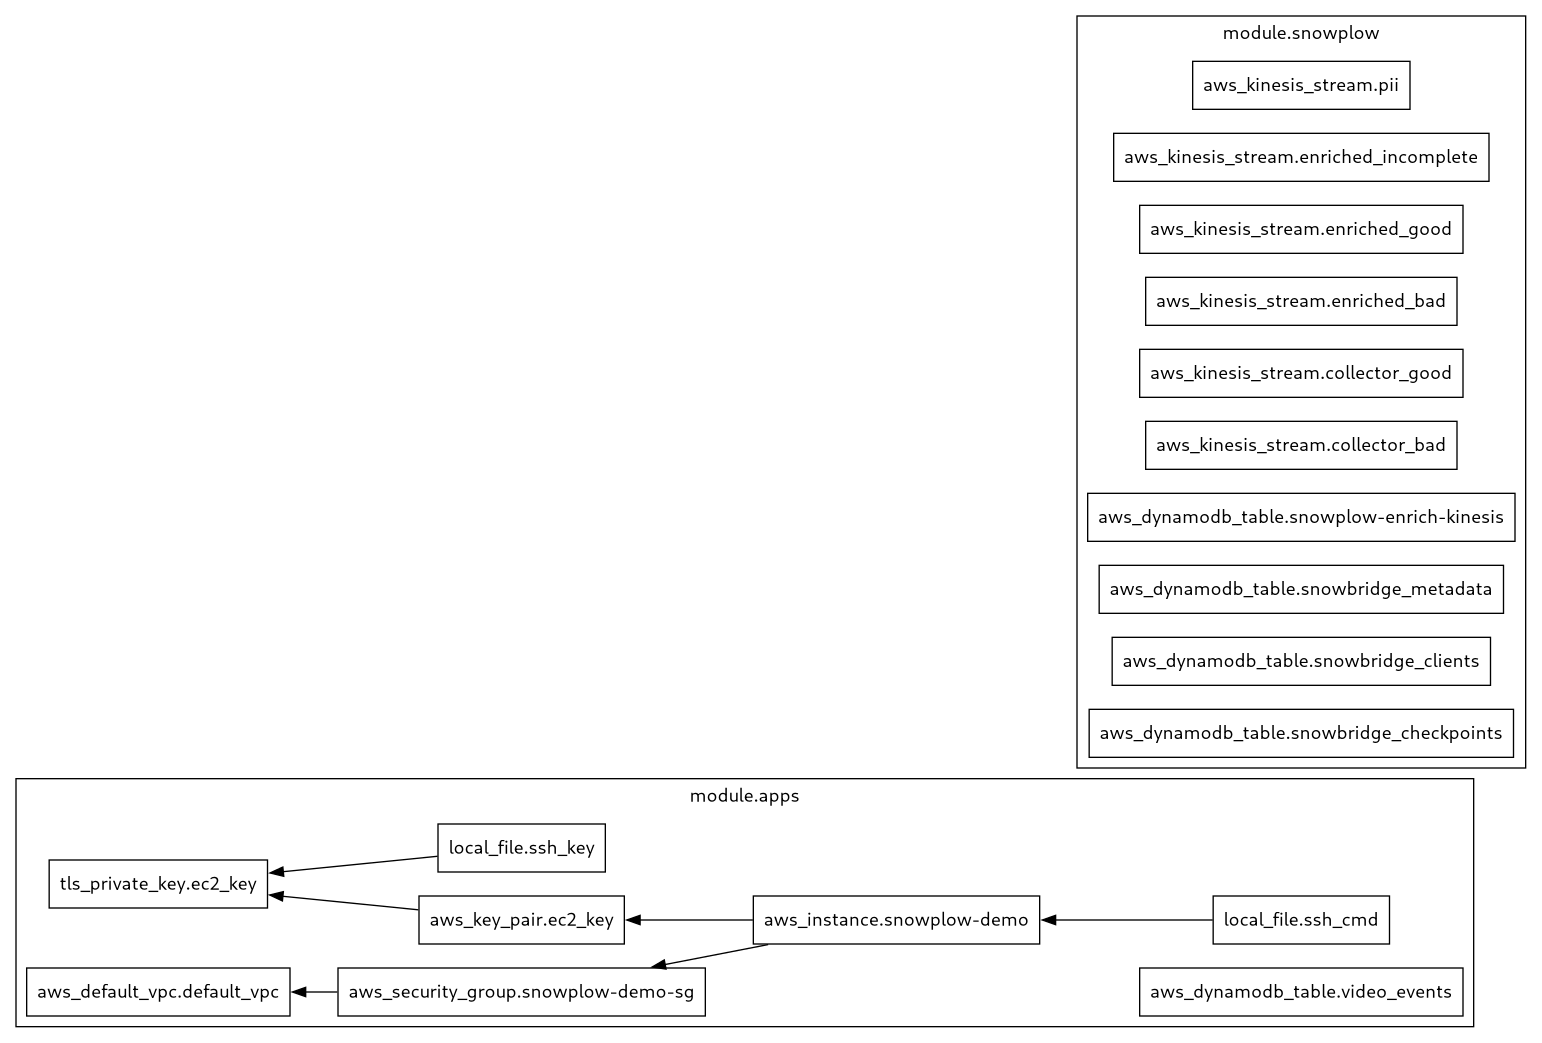 module.snowplow
aws_kinesis_stream.pii
aws_kinesis_stream.enriched_incomplete
aws_kinesis_stream.enriched_good
aws_kinesis_stream.enriched_bad
aws_kinesis_stream.collector_good
aws_kinesis_stream.collector_bad
aws_dynamodb_table.snowplow-enrich-kinesis
aws_dynamodb_table.snowbridge_metadata
aws_dynamodb_table.snowbridge_clients
aws_dynamodb_table.snowbridge_checkpoints
module.apps
local_file.ssh_key
tls_private_key.ec2_key
aws_key_pair.ec2_key
aws_instance.snowplow-demo
local_file.ssh_cmd
aws_default_vpc.default_vpc
aws_security_group.snowplow-demo-sg
aws_dynamodb_table.video_events